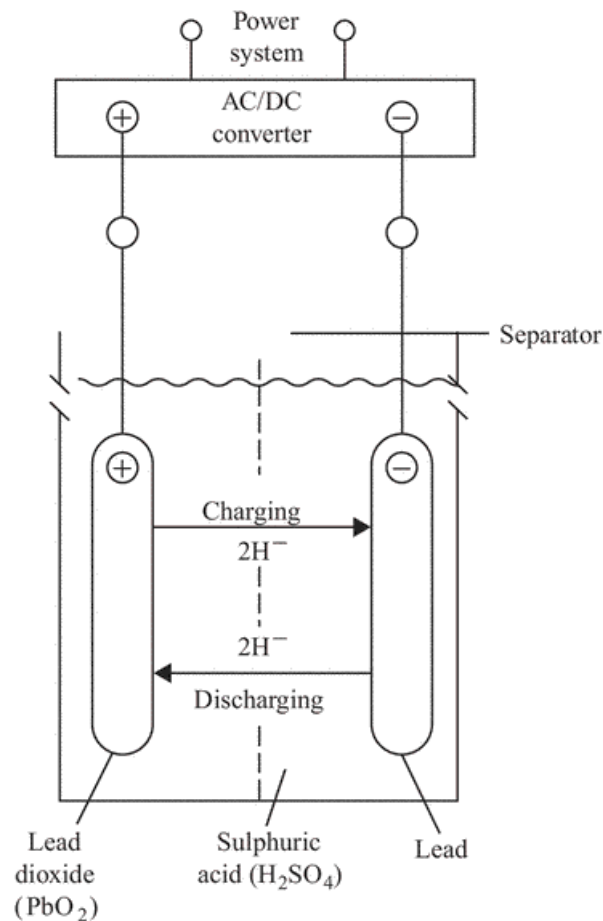 Power
system
AC/DC
converter
+
−
Separator
+
−
Charging
2H⁻
2H⁻
Discharging
Lead
dioxide
(PbO₂)
Sulphuric
acid (H₂SO₄)
Lead